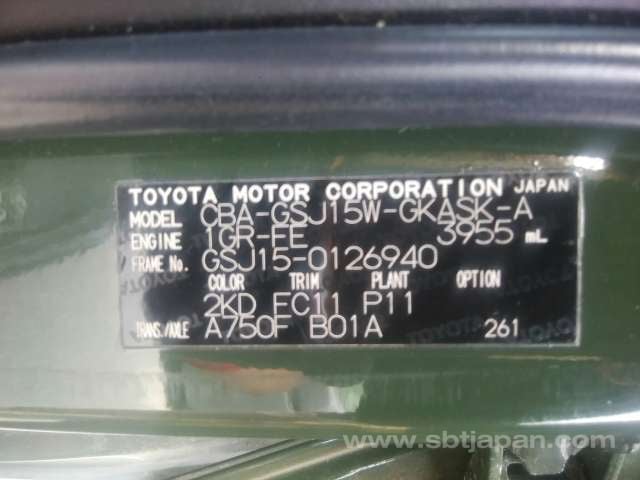 TOYOTA MOTOR CORPORATION JAPAN
MODEL CBA-GSJ15W-GKASK-A
ENGINE 1GR-FE 3955 mL
FRAME No. GSJ15-0126940
COLOR TRIM PLANT OPTION
2KD FC11 P11
TRANS./AXLE A750F B01A 261
www.sbtjapan.com